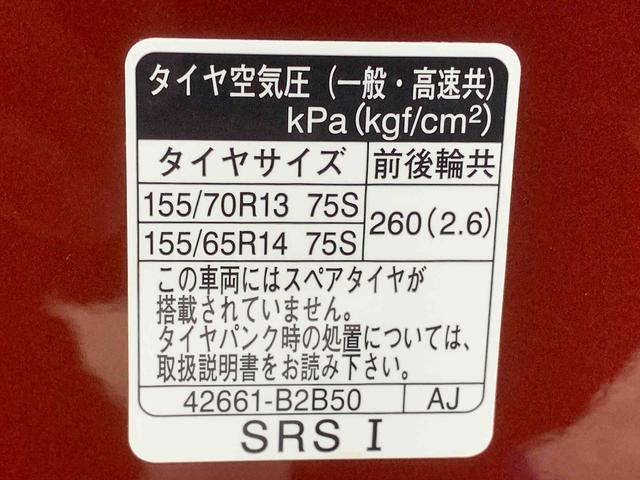 タイヤ空気圧（一般・高速共）
kPa(kgf/cm²)
タイヤサイズ 前後輪共
155/70R13 75S
260(2.6)
155/65R14 75S
この車両にはスペアタイヤが
搭載されていません。
タイヤパンク時の処置については、
取扱説明書をお読み下さい。
42661-B2B50 AJ
SRS I